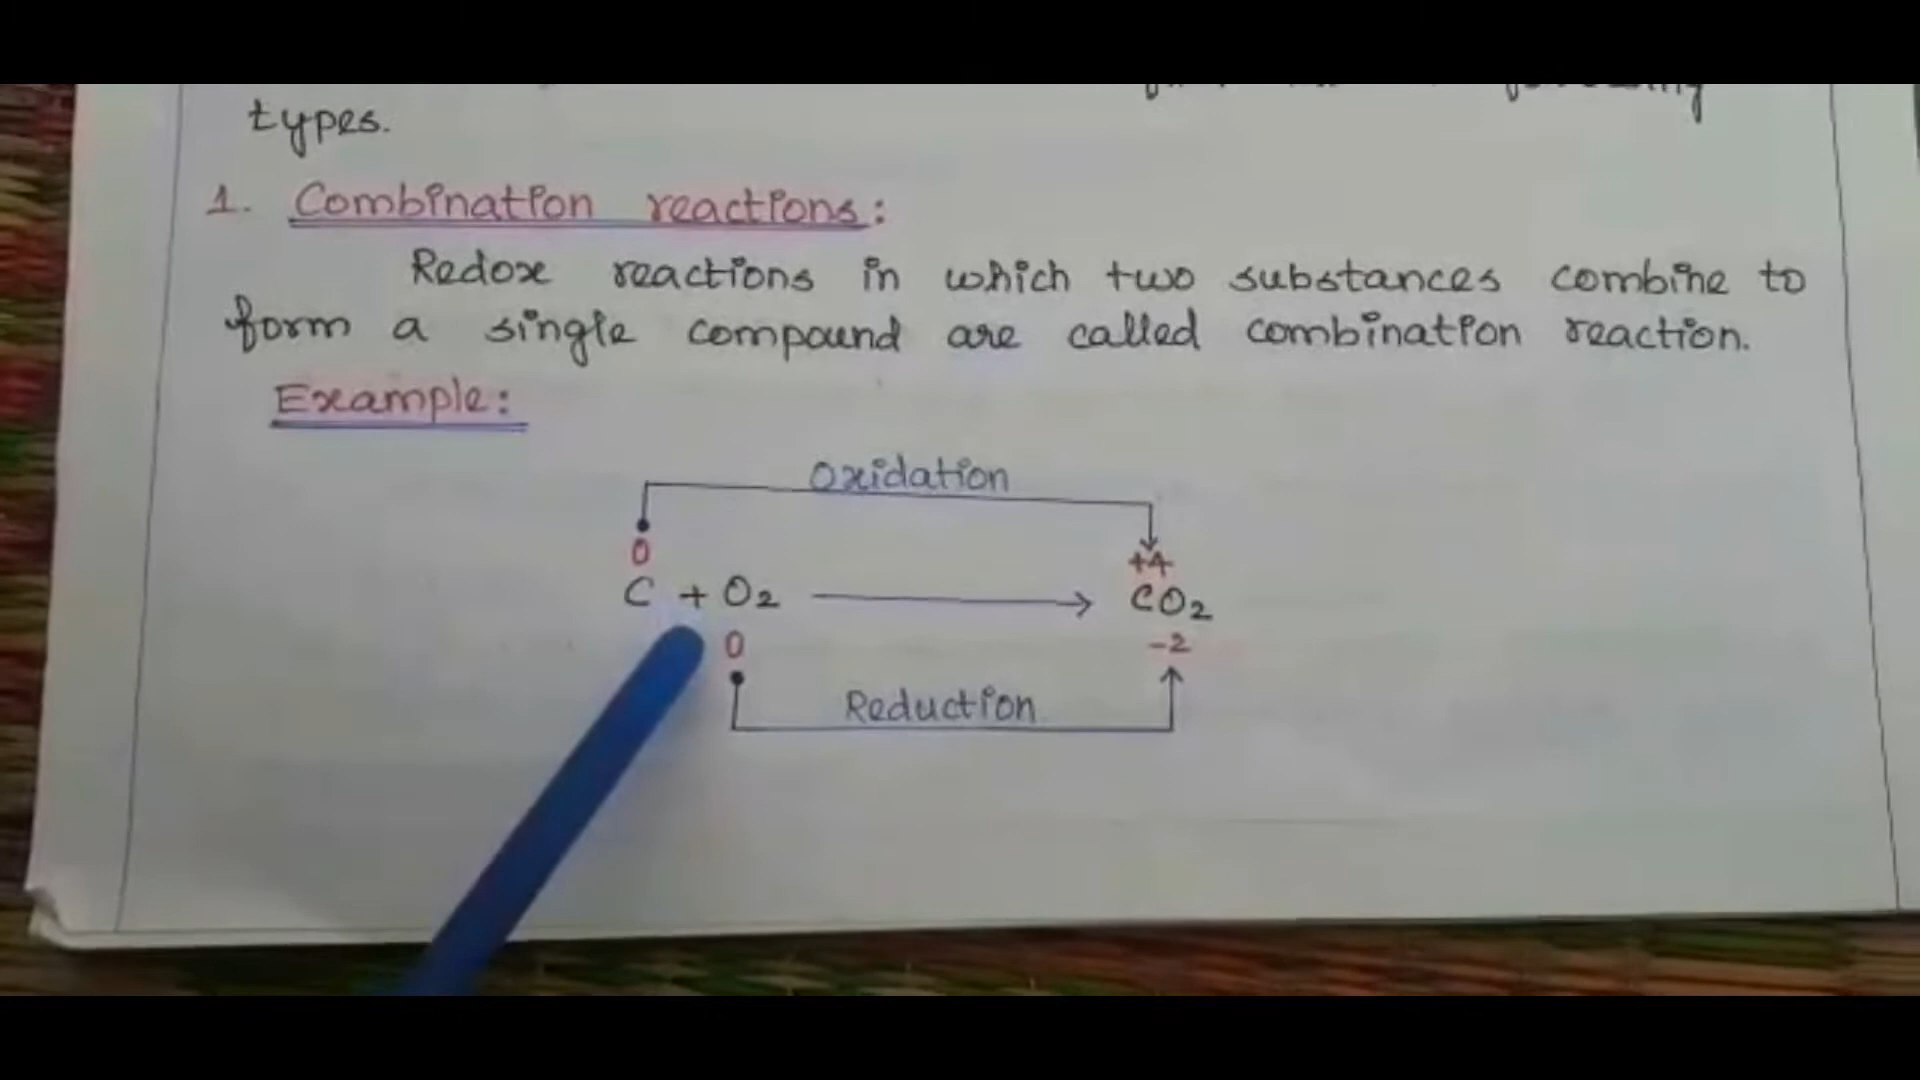 types.
1. Combination reactions:
Redox reactions in which two substances combine to
form a single compound are called combination reaction.
Example:
Oxidation
0 +4
C + O₂ ⟶ CO₂
0 -2
Reduction